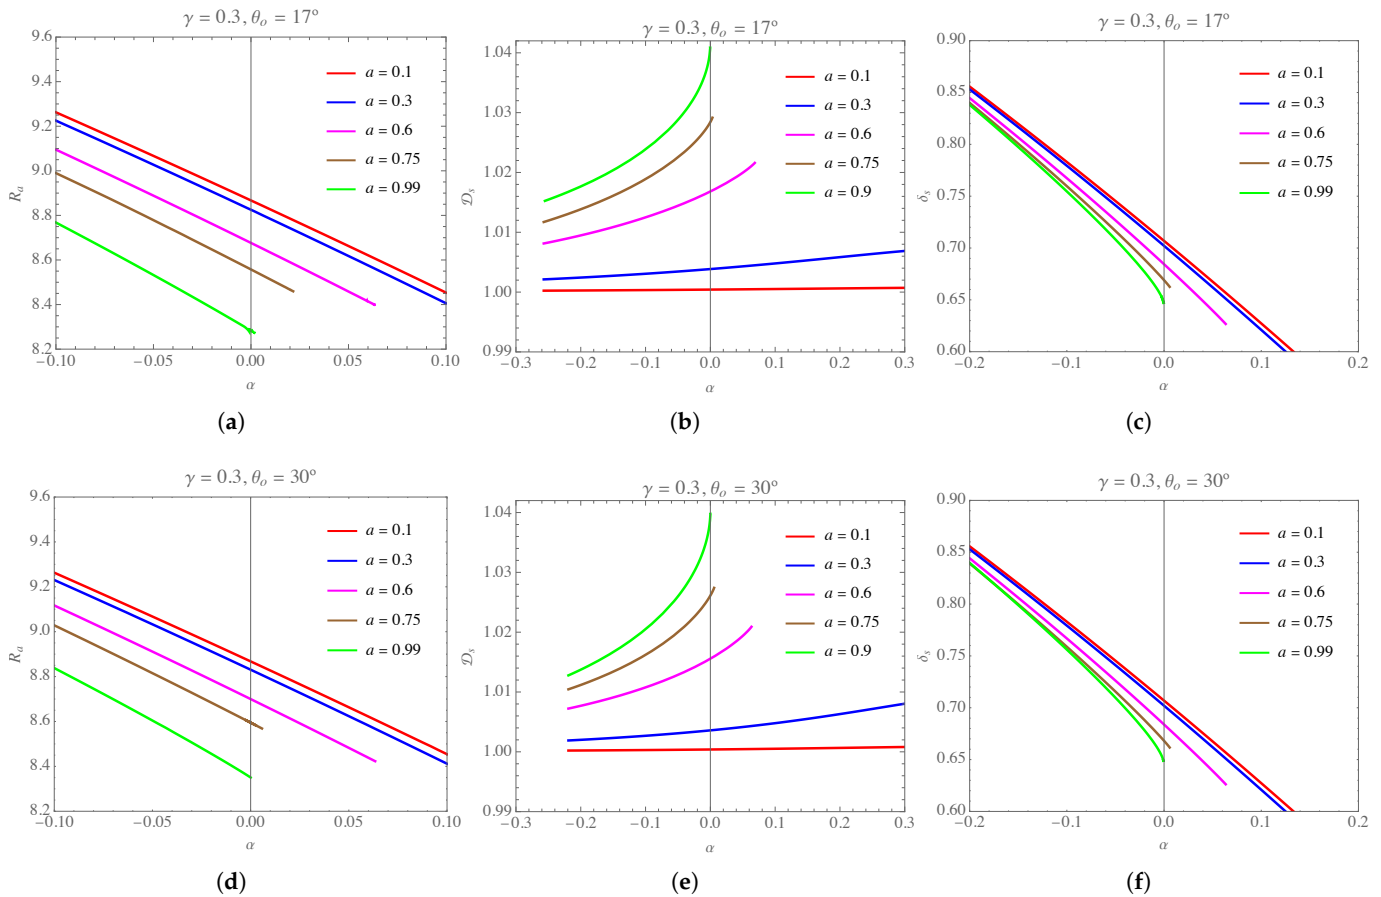 γ = 0.3, θₒ = 17º
9.6
9.4
9.2
9.0
8.8
8.6
8.4
8.2
Rₐ
a = 0.1
a = 0.3
a = 0.6
a = 0.75
a = 0.99
−0.10 −0.05 0.00 0.05 0.10
α
(a)
γ = 0.3, θₒ = 17º
1.04
1.03
1.02
1.01
1.00
0.99
𝒟ₛ
a = 0.1
a = 0.3
a = 0.6
a = 0.75
a = 0.9
−0.3 −0.2 −0.1 0.0 0.1 0.2 0.3
α
(b)
γ = 0.3, θₒ = 17º
0.90
0.85
0.80
0.75
0.70
0.65
0.60
δₛ
a = 0.1
a = 0.3
a = 0.6
a = 0.75
a = 0.99
−0.2 −0.1 0.0 0.1 0.2
α
(c)
γ = 0.3, θₒ = 30º
9.6
9.4
9.2
9.0
8.8
8.6
8.4
8.2
Rₐ
a = 0.1
a = 0.3
a = 0.6
a = 0.75
a = 0.99
−0.10 −0.05 0.00 0.05 0.10
α
(d)
γ = 0.3, θₒ = 30º
1.04
1.03
1.02
1.01
1.00
0.99
𝒟ₛ
a = 0.1
a = 0.3
a = 0.6
a = 0.75
a = 0.9
−0.3 −0.2 −0.1 0.0 0.1 0.2 0.3
α
(e)
γ = 0.3, θₒ = 30º
0.90
0.85
0.80
0.75
0.70
0.65
0.60
δₛ
a = 0.1
a = 0.3
a = 0.6
a = 0.75
a = 0.99
−0.2 −0.1 0.0 0.1 0.2
α
(f)